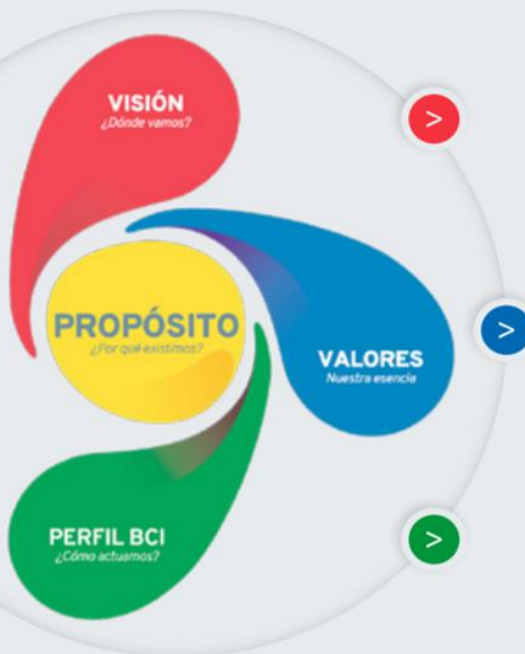 VISIÓN
¿Dónde vamos?
>
PROPÓSITO
¿Por qué existimos?
VALORES
Nuestra esencia
>
PERFIL BCI
¿Cómo actuamos?
>